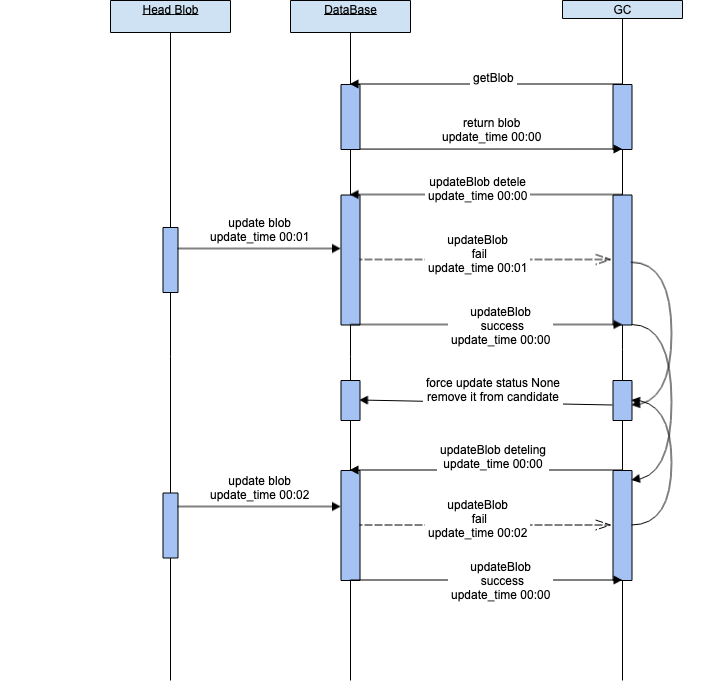 Head Blob
DataBase
GC
getBlob
return blob
update_time 00:00
updateBlob detele
update_time 00:00
update blob
update_time 00:01
updateBlob
fail
update_time 00:01
updateBlob
success
update_time 00:00
force update status None
remove it from candidate
updateBlob deteling
update_time 00:00
update blob
update_time 00:02
updateBlob
fail
update_time 00:02
updateBlob
success
update_time 00:00